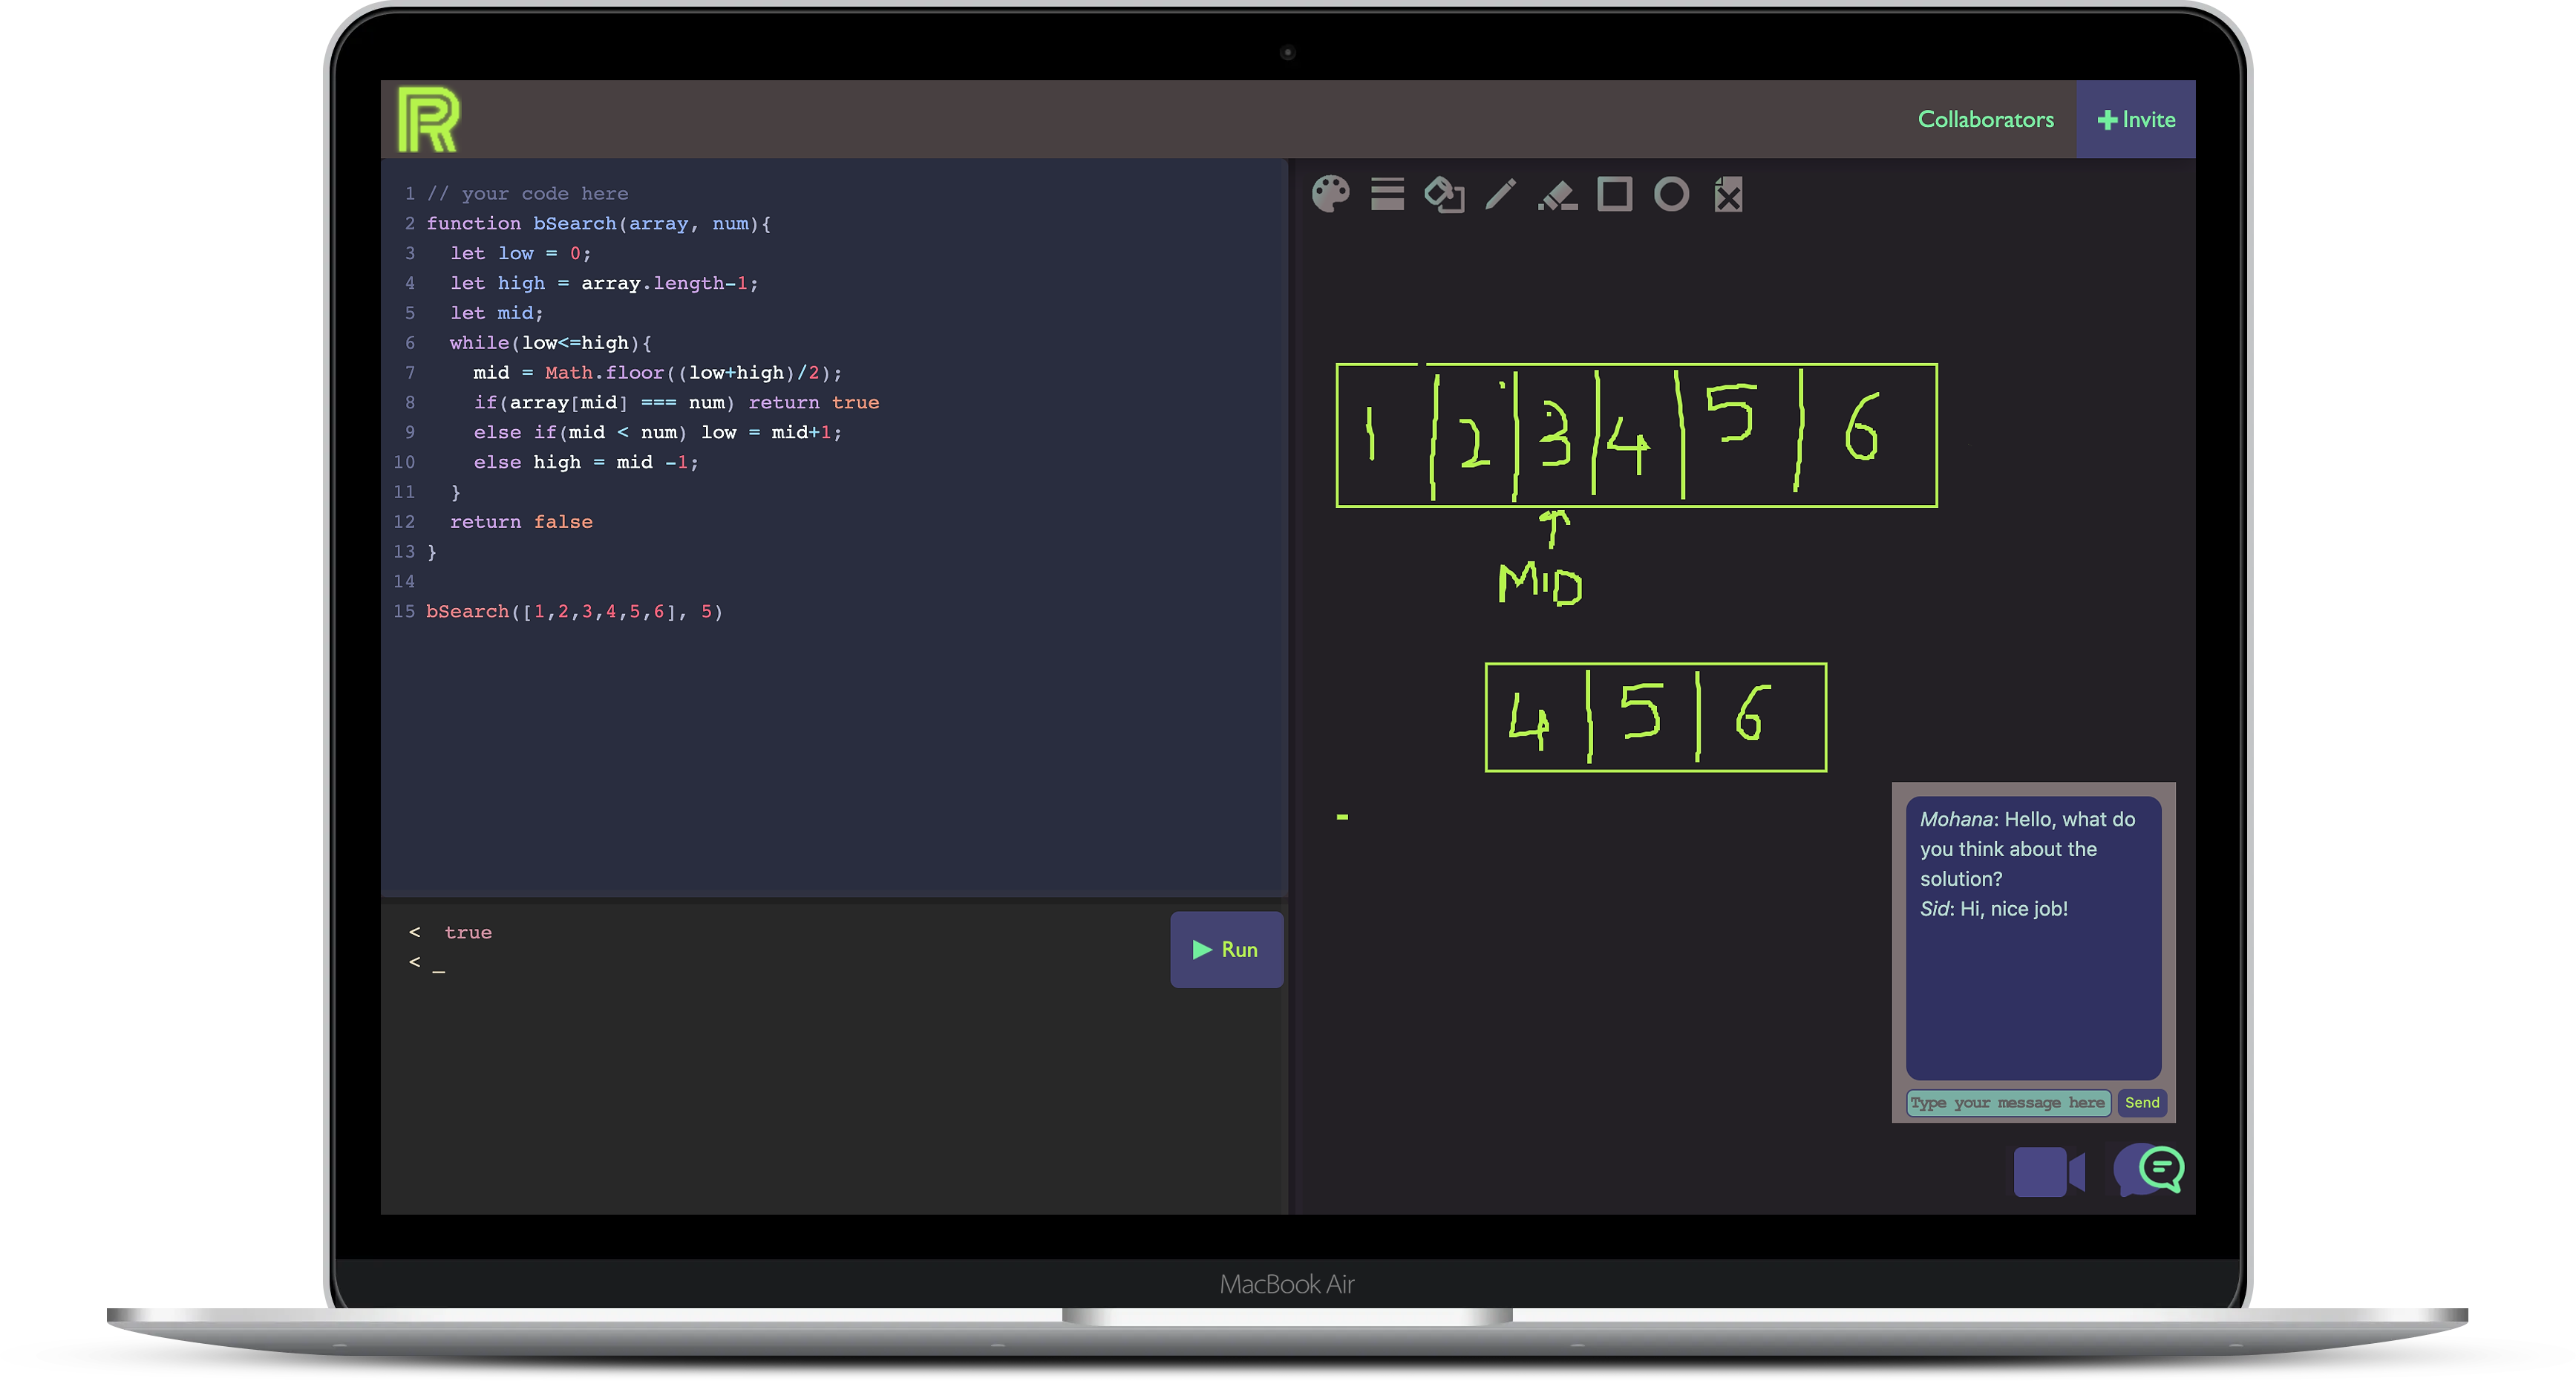 R
Collaborators
Invite
1 // your code here
2 function bSearch(array, num){
3 let low = 0;
4 let high = array.length-1;
5 let mid;
6 while(low<=high){
7 mid = Math.floor((low+high)/2);
8 if(array[mid] === num) return true
9 else if(mid < num) low = mid+1;
10 else high = mid -1;
11 }
12 return false
13 }
14
15 bSearch([1,2,3,4,5,6], 5)
< true
< _
Run
1 2 3 4 5 6
MID
4 5 6
Mohana: Hello, what do
you think about the
solution?
Sid: Hi, nice job!
Type your message here
Send
MacBook Air